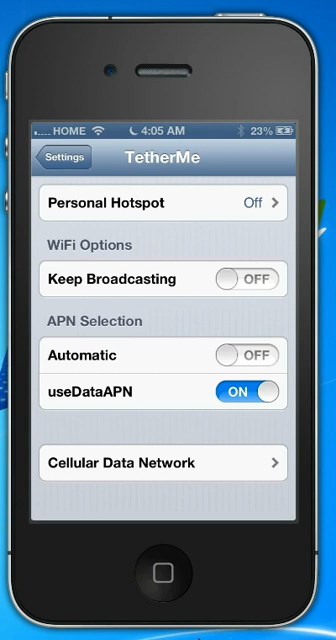 HOME 4:05 AM 23%
Settings TetherMe
Personal Hotspot Off
WiFi Options
Keep Broadcasting OFF
APN Selection
Automatic OFF
useDataAPN ON
Cellular Data Network